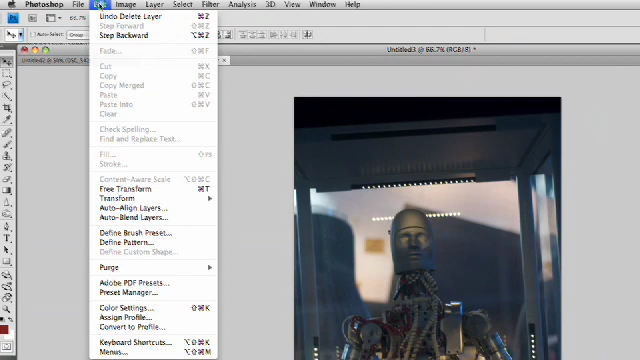 Photoshop File Edit Image Layer Select Filter Analysis 3D View Window Help
66.7%
Untitled3 @ 66.7% (RGB/8) *
Undo Delete Layer ⌘Z
Step Forward ⇧⌘Z
Step Backward ⌥⌘Z
Fade... ⇧⌘F
Cut ⌘X
Copy ⌘C
Copy Merged ⇧⌘C
Paste ⌘V
Paste Into ⇧⌘V
Clear
Check Spelling...
Find and Replace Text...
Fill... ⇧F5
Stroke...
Content-Aware Scale ⌥⇧⌘C
Free Transform ⌘T
Transform
Auto-Align Layers...
Auto-Blend Layers...
Define Brush Preset...
Define Pattern...
Define Custom Shape...
Purge
Adobe PDF Presets...
Preset Manager...
Color Settings... ⇧⌘K
Assign Profile...
Convert to Profile...
Keyboard Shortcuts... ⌥⇧⌘K
Menus... ⌥⇧⌘M